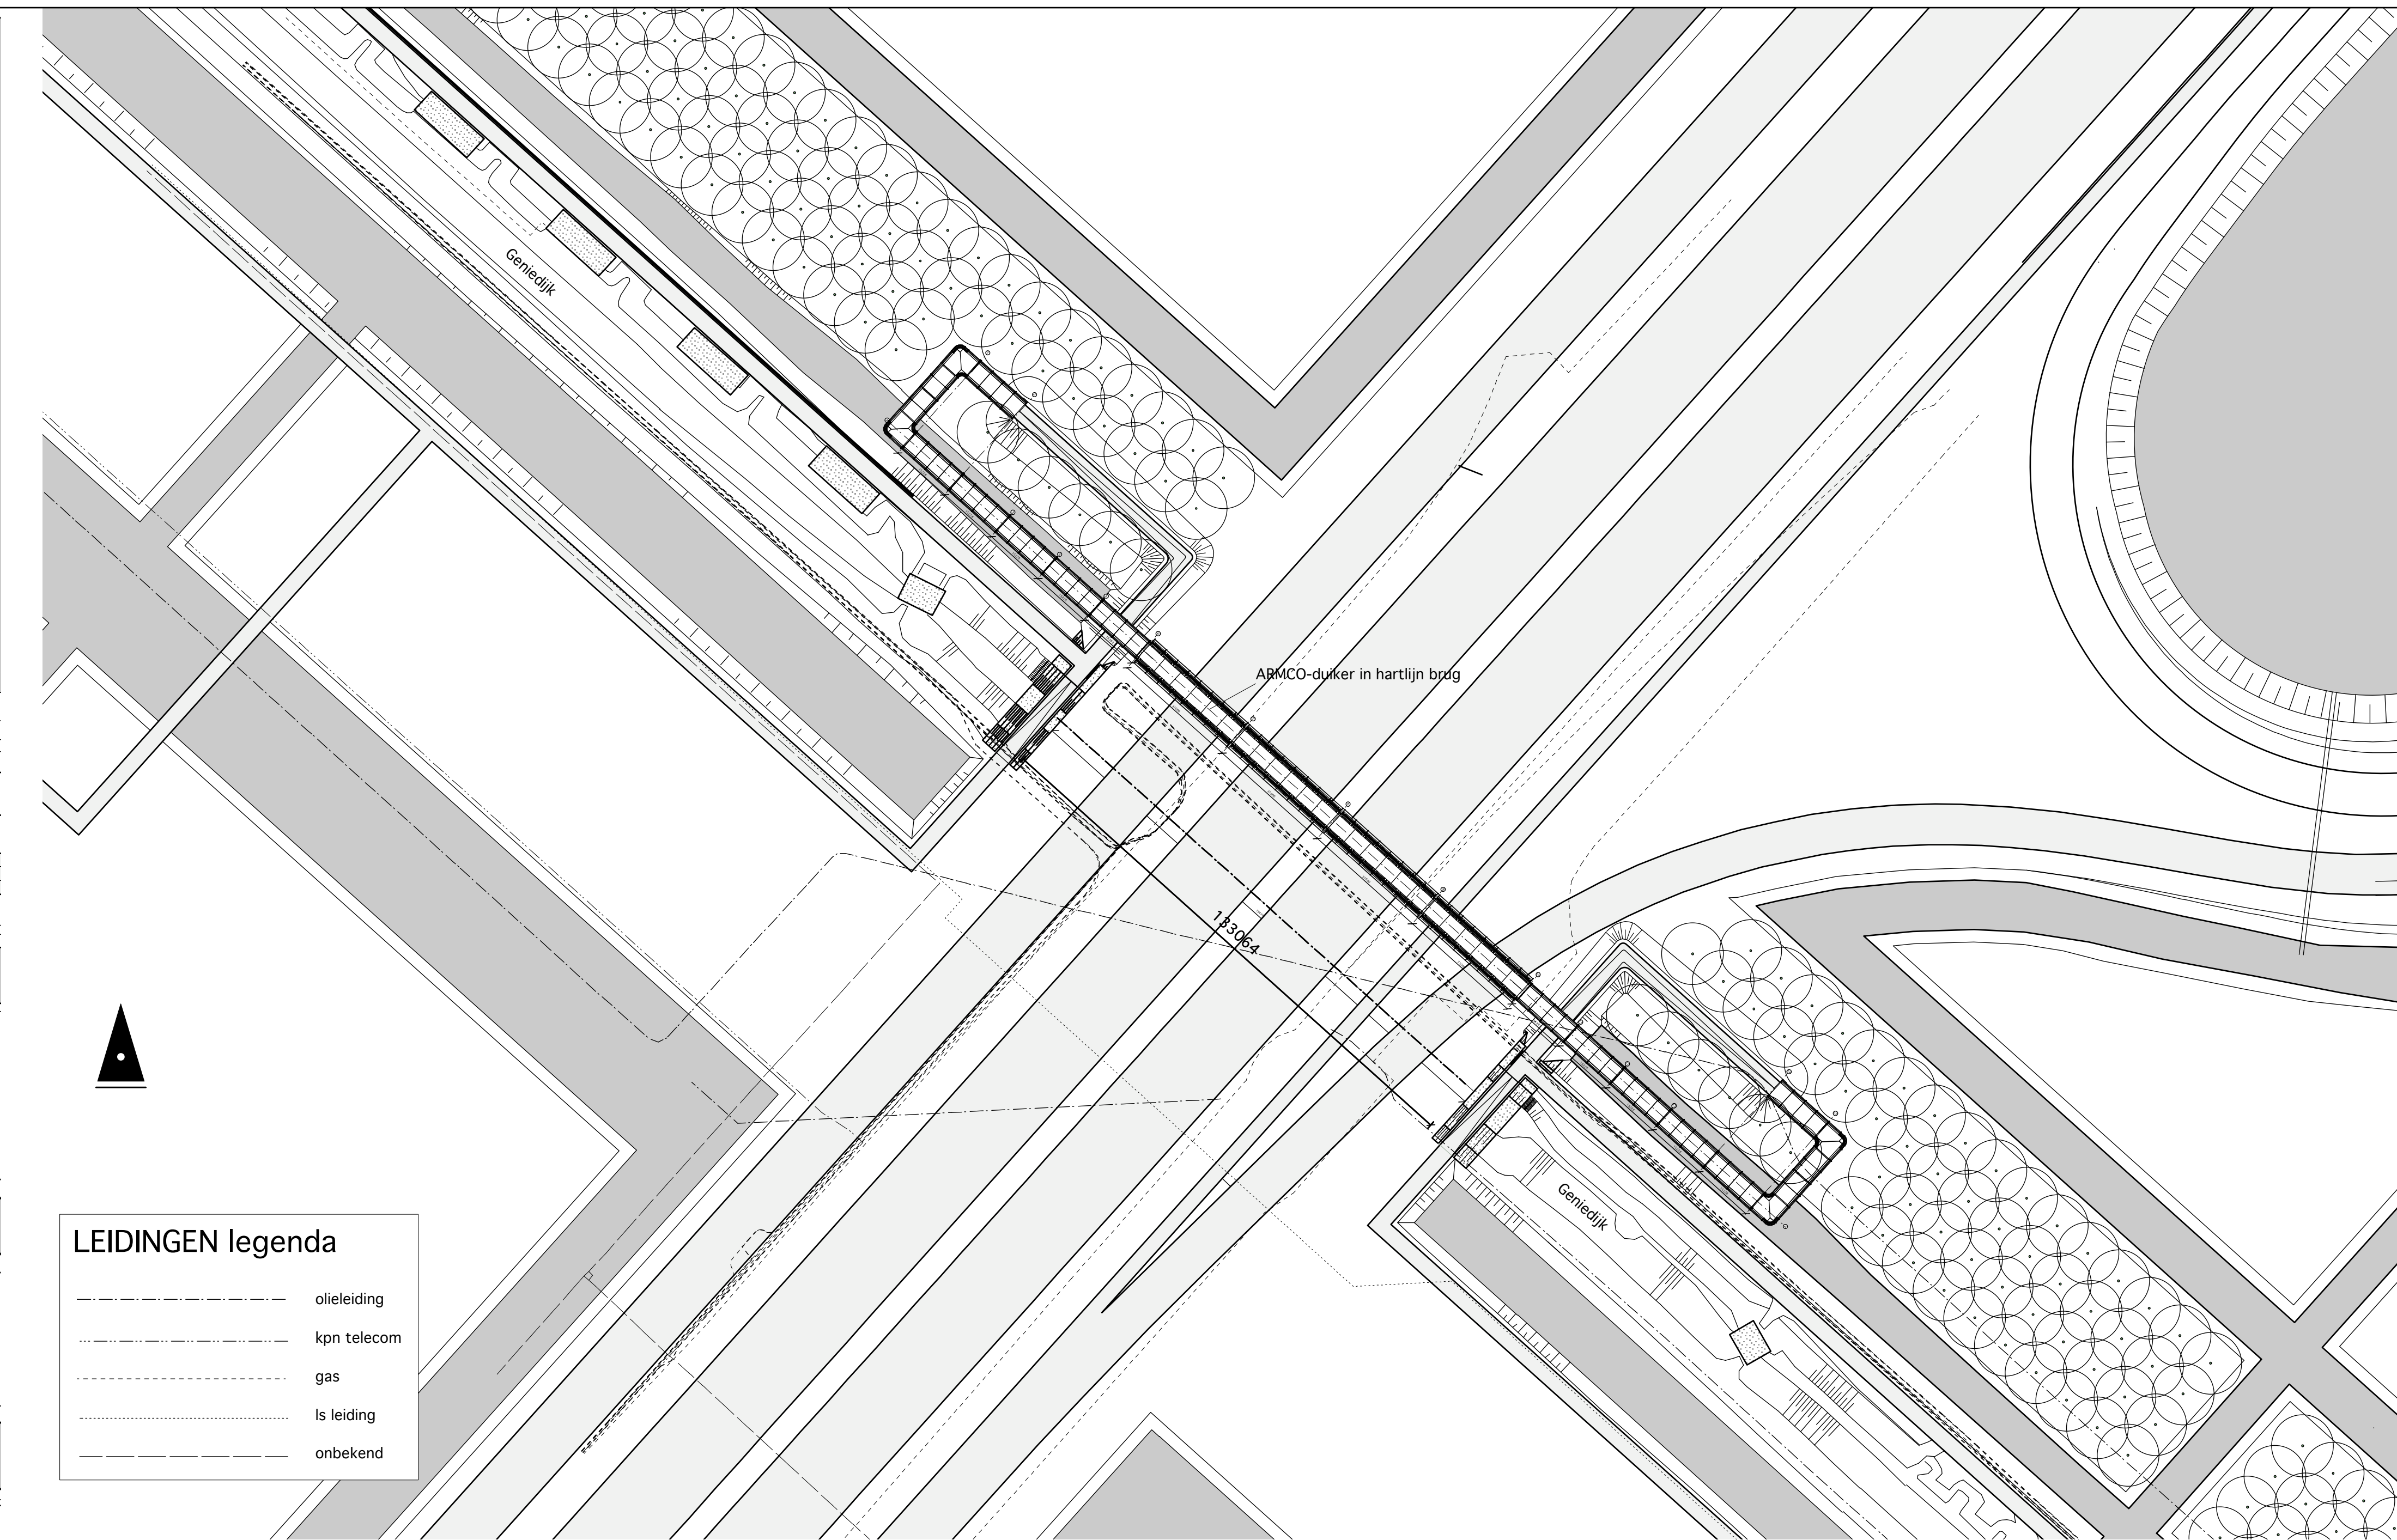 Geniedijk
ARMCO-duiker in hartlijn brug
133064
Geniedijk
LEIDINGEN legenda
olieleiding
kpn telecom
gas
ls leiding
onbekend